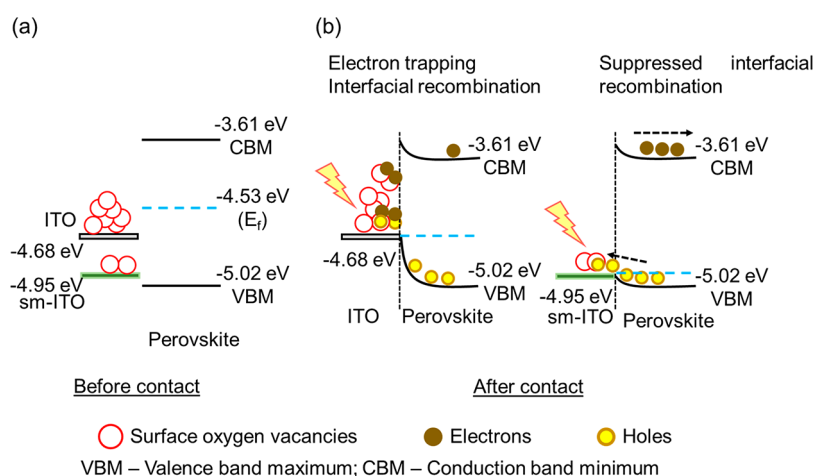 (a)
-3.61 eV
CBM
-4.53 eV
(Ef)
ITO
-4.68 eV
-4.95 eV
sm-ITO
-5.02 eV
VBM
Perovskite
Before contact
(b)
Electron trapping
Interfacial recombination
-3.61 eV
CBM
-4.68 eV
-5.02 eV
VBM
ITO
Perovskite
Suppressed interfacial
recombination
-3.61 eV
CBM
-4.95 eV
sm-ITO
-5.02 eV
VBM
Perovskite
After contact
Surface oxygen vacancies
Electrons
Holes
VBM – Valence band maximum; CBM – Conduction band minimum